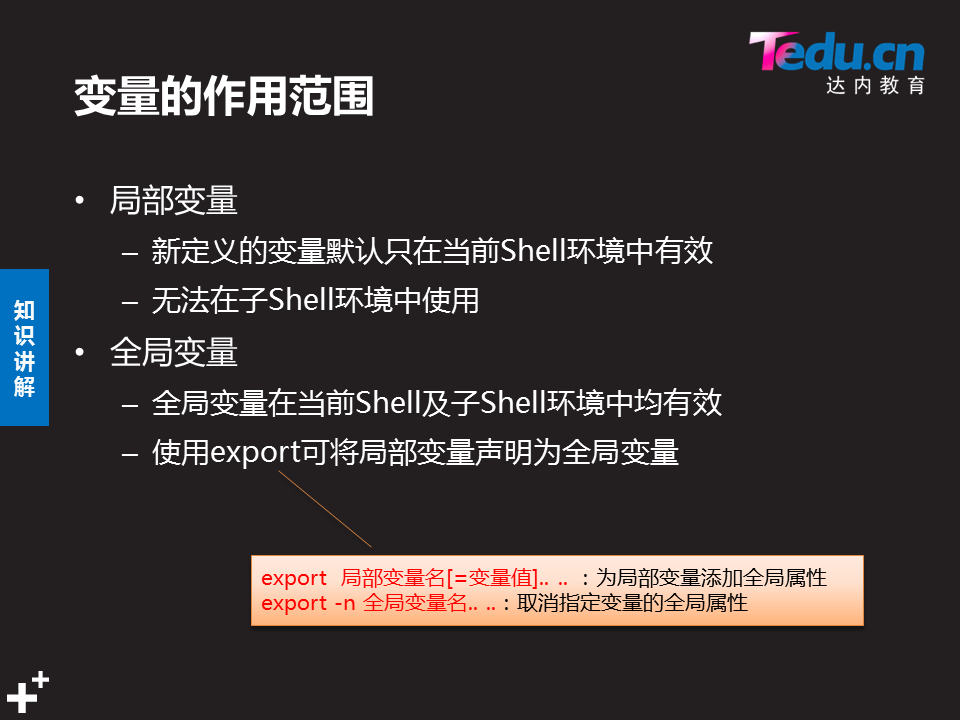 Tedu.cn
达内教育
变量的作用范围
• 局部变量
– 新定义的变量默认只在当前Shell环境中有效
– 无法在子Shell环境中使用
知识讲解
• 全局变量
– 全局变量在当前Shell及子Shell环境中均有效
– 使用export可将局部变量声明为全局变量
export 局部变量名[=变量值].. .. ：为局部变量添加全局属性
export -n 全局变量名.. ..：取消指定变量的全局属性